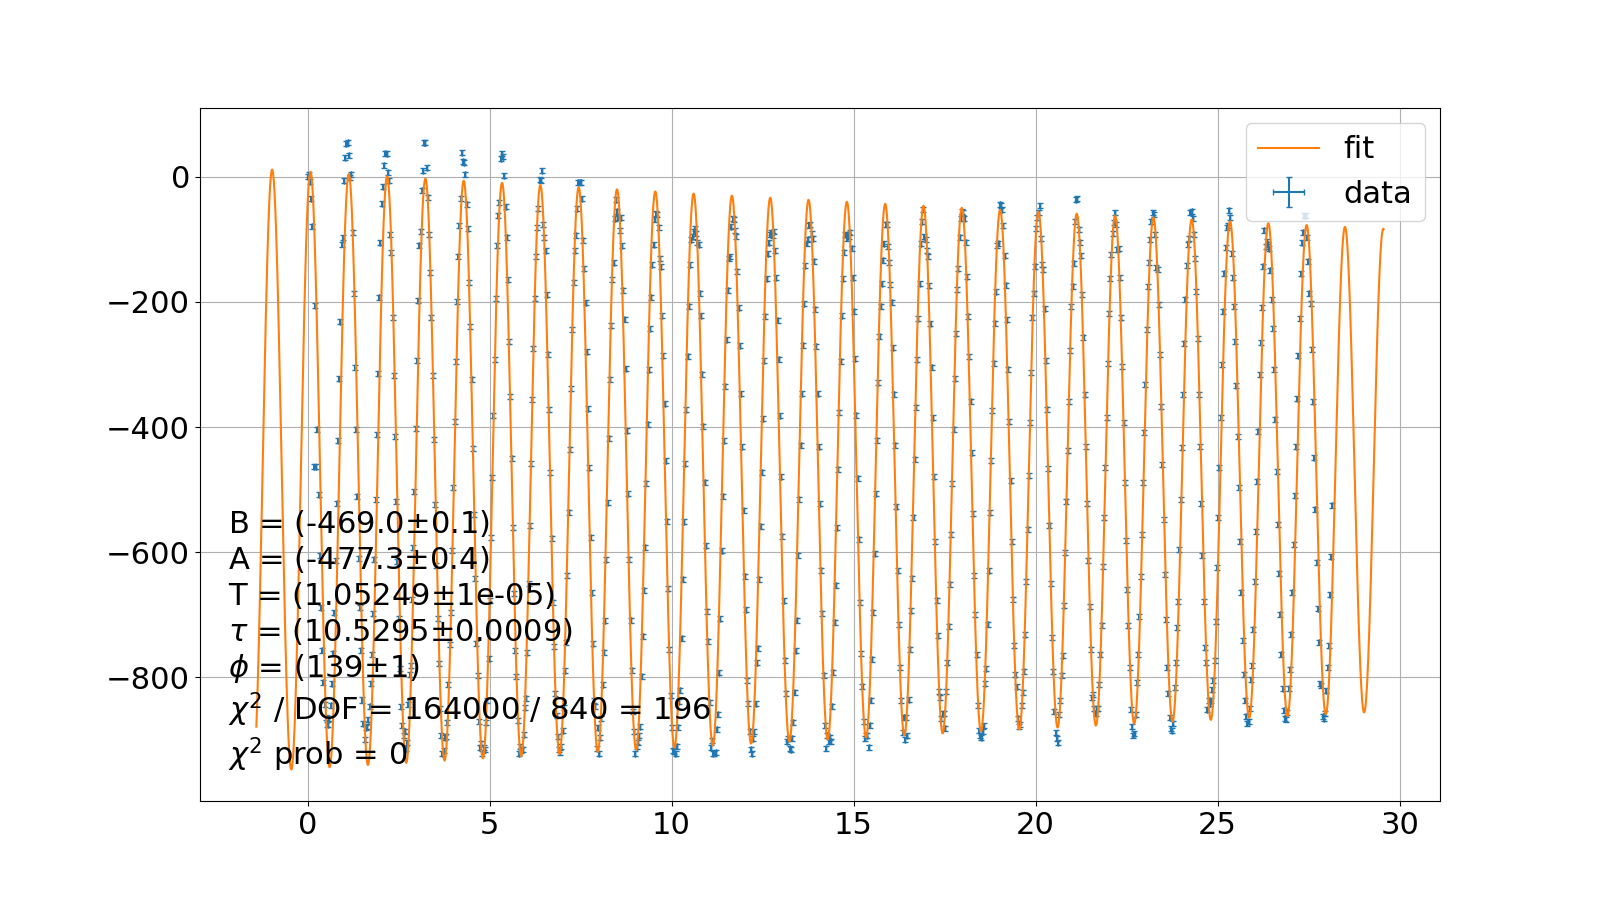 fit
data
0
−200
−400
−600
−800
B = (-469.0±0.1)
A = (-477.3±0.4)
T = (1.05249±1e-05)
τ = (10.5295±0.0009)
ϕ = (139±1)
χ² / DOF = 164000 / 840 = 196
χ² prob = 0
0 5 10 15 20 25 30